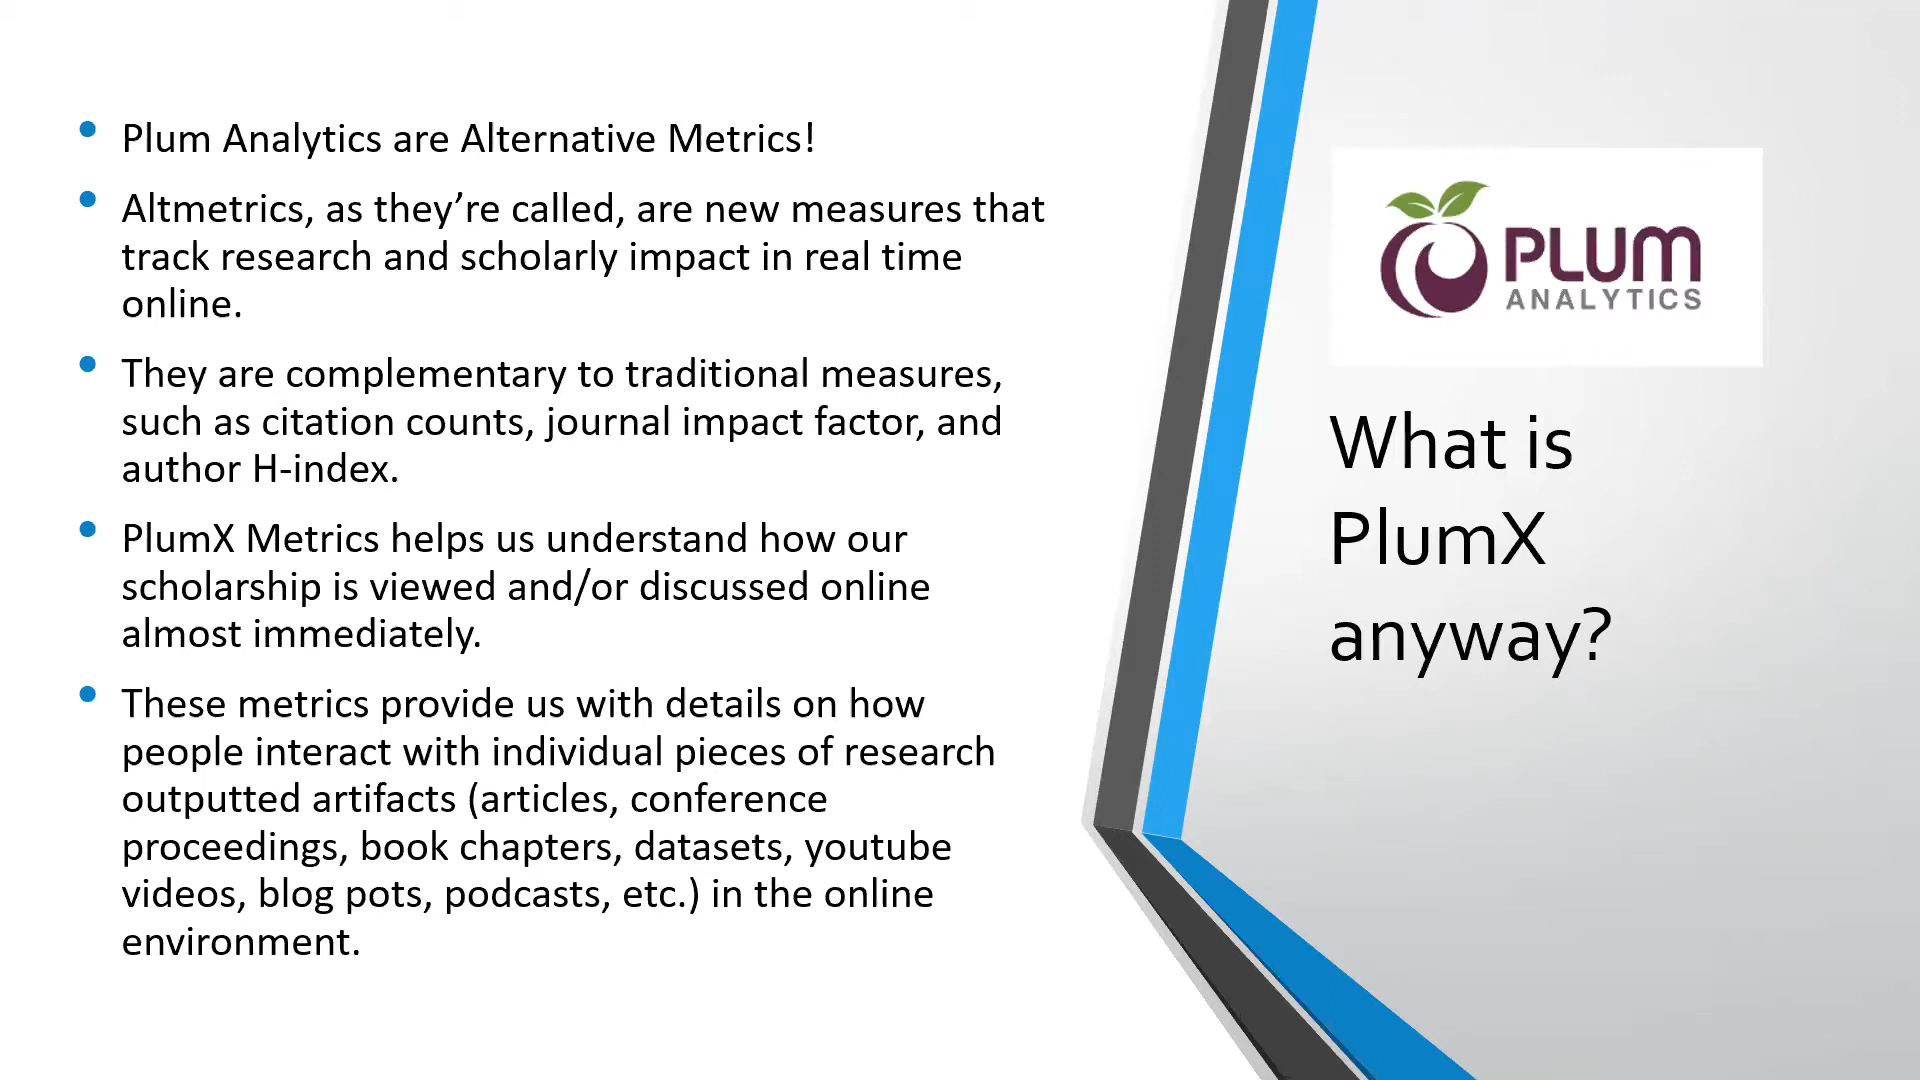 Plum Analytics are Alternative Metrics!
Altmetrics, as they’re called, are new measures that
track research and scholarly impact in real time
online.
They are complementary to traditional measures,
such as citation counts, journal impact factor, and
author H-index.
PlumX Metrics helps us understand how our
scholarship is viewed and/or discussed online
almost immediately.
These metrics provide us with details on how
people interact with individual pieces of research
outputted artifacts (articles, conference
proceedings, book chapters, datasets, youtube
videos, blog pots, podcasts, etc.) in the online
environment.
PLUM
ANALYTICS
What is
PlumX
anyway?